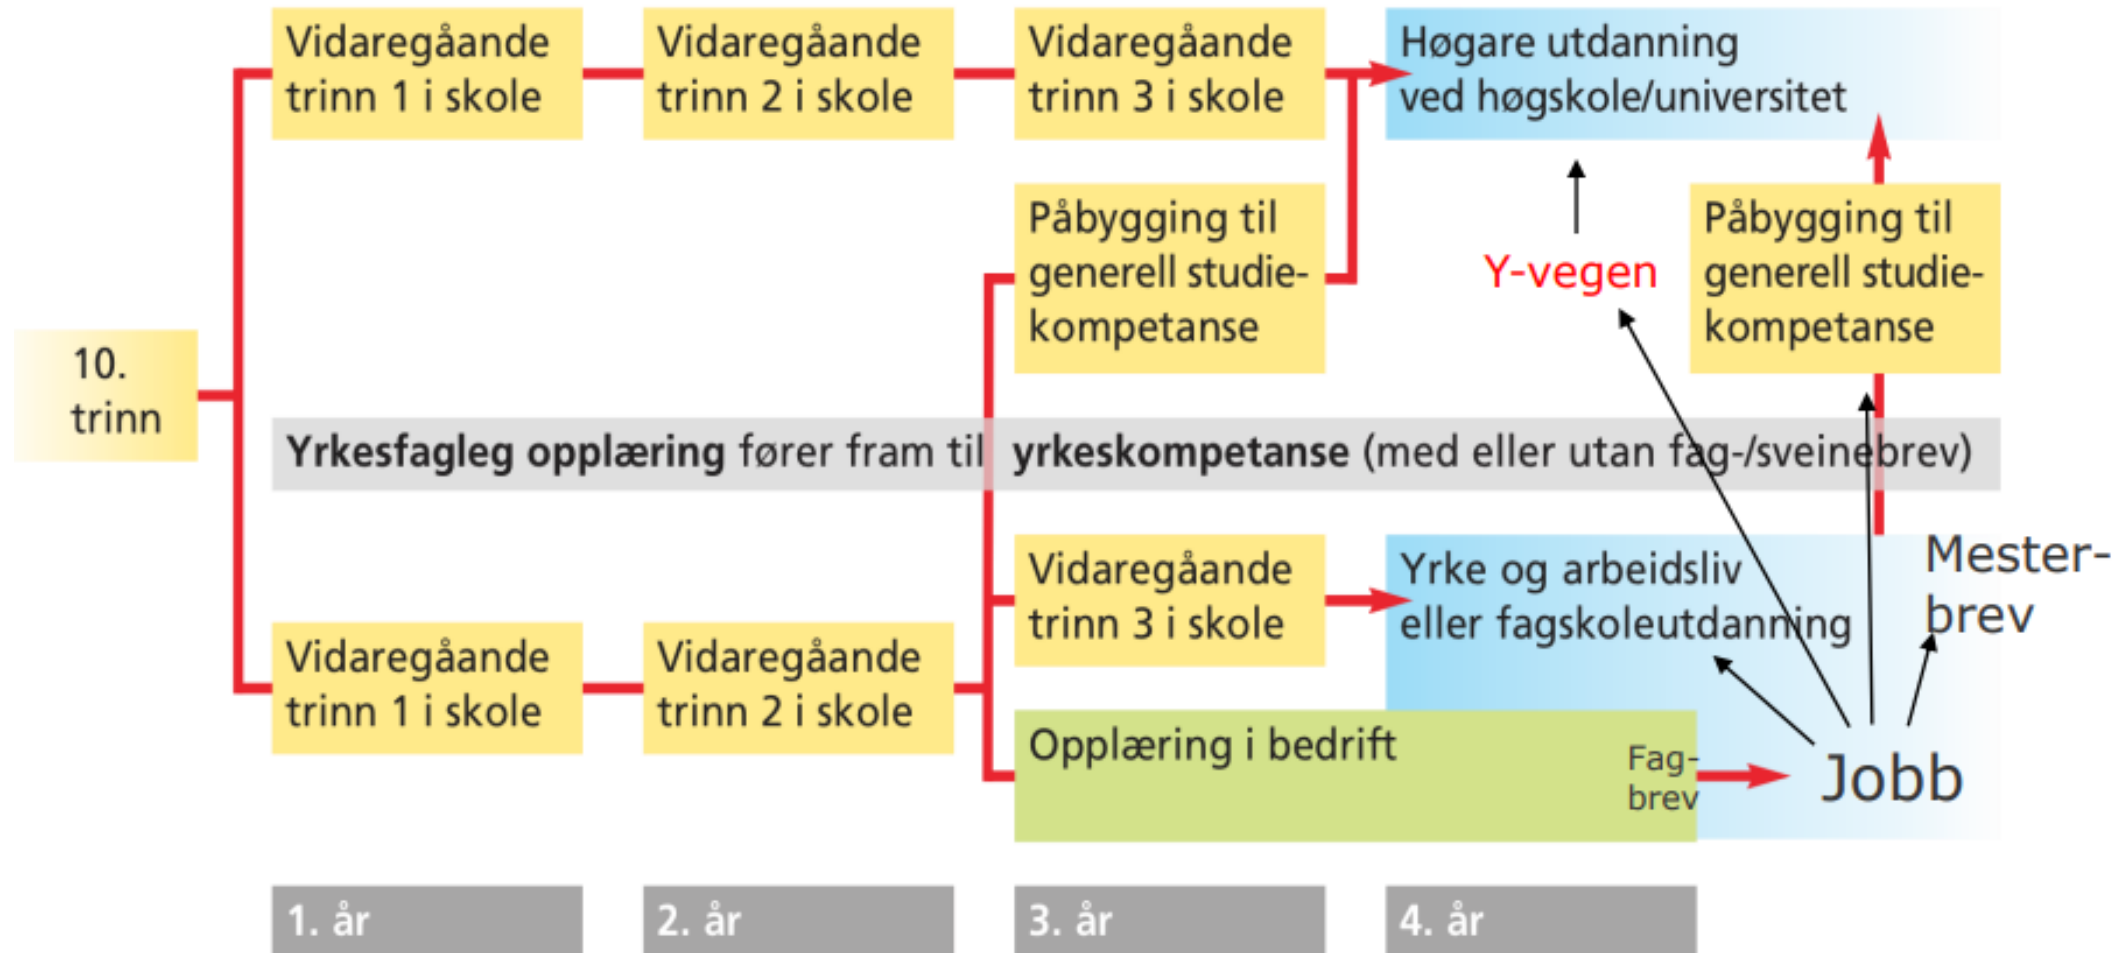 Vidaregåande
trinn 1 i skole
Vidaregåande
trinn 2 i skole
Vidaregåande
trinn 3 i skole
Høgare utdanning
ved høgskole/universitet
Påbygging til
generell studie-
kompetanse
Y-vegen
Påbygging til
generell studie-
kompetanse
10.
trinn
Yrkesfagleg opplæring fører fram til yrkeskompetanse (med eller utan fag-/sveinebrev)
Vidaregåande
trinn 3 i skole
Yrke og arbeidsliv
eller fagskoleutdanning
Mester-
brev
Vidaregåande
trinn 1 i skole
Vidaregåande
trinn 2 i skole
Opplæring i bedrift
Fag-
brev
Jobb
1. år
2. år
3. år
4. år